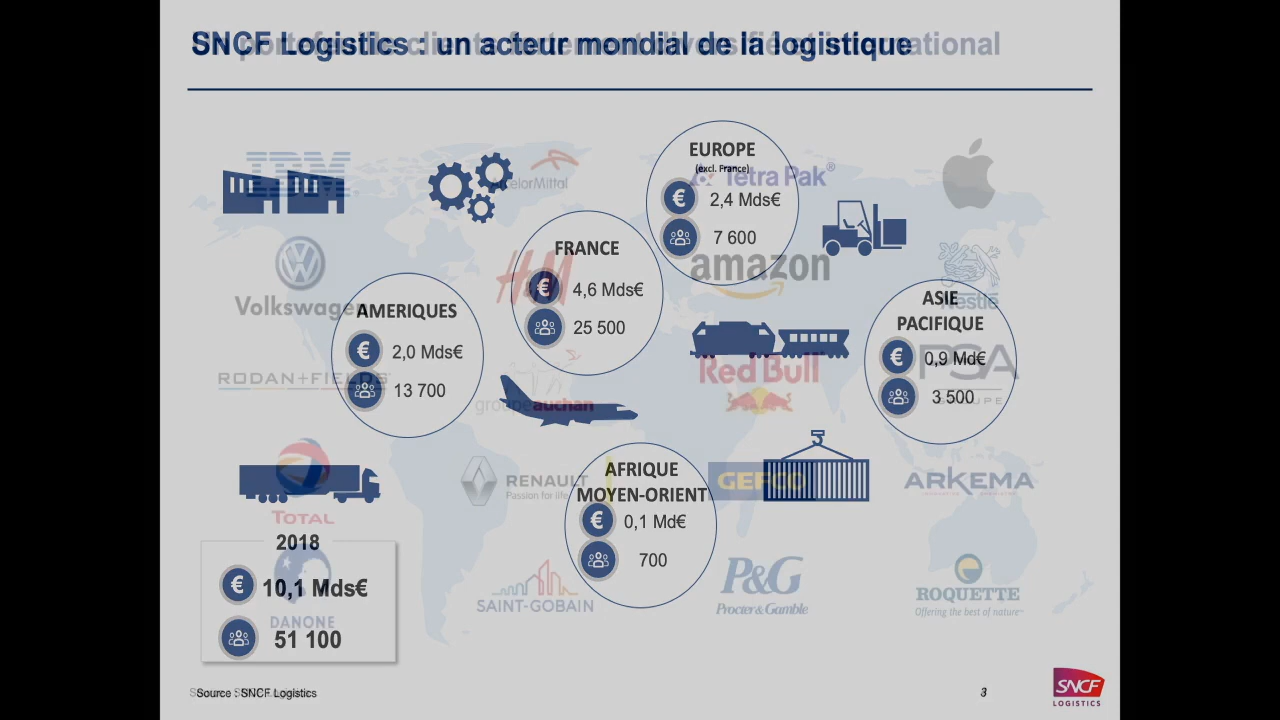 SNCF Logistics : un acteur mondial de la logistique
IBM
ArcelorMittal
EUROPE
(excl. France)
Tetra Pak®
2,4 Mds€
7 600
FRANCE
H&M
4,6 Mds€
25 500
amazon
Volkswagen
AMERIQUES
2,0 Mds€
13 700
Nestlé
ASIE
PACIFIQUE
0,9 Md€
3 500
PSA
GROUPE
RODAN+FIELDS
groupe auchan
Red Bull
TOTAL
RENAULT
Passion for life
AFRIQUE
MOYEN-ORIENT
0,1 Md€
700
GEFCO
ARKEMA
2018
10,1 Mds€
51 100
DANONE
SAINT-GOBAIN
P&G
Procter & Gamble
ROQUETTE
Offering the best of nature™
Source : SNCF Logistics
3
SNCF
LOGISTICS